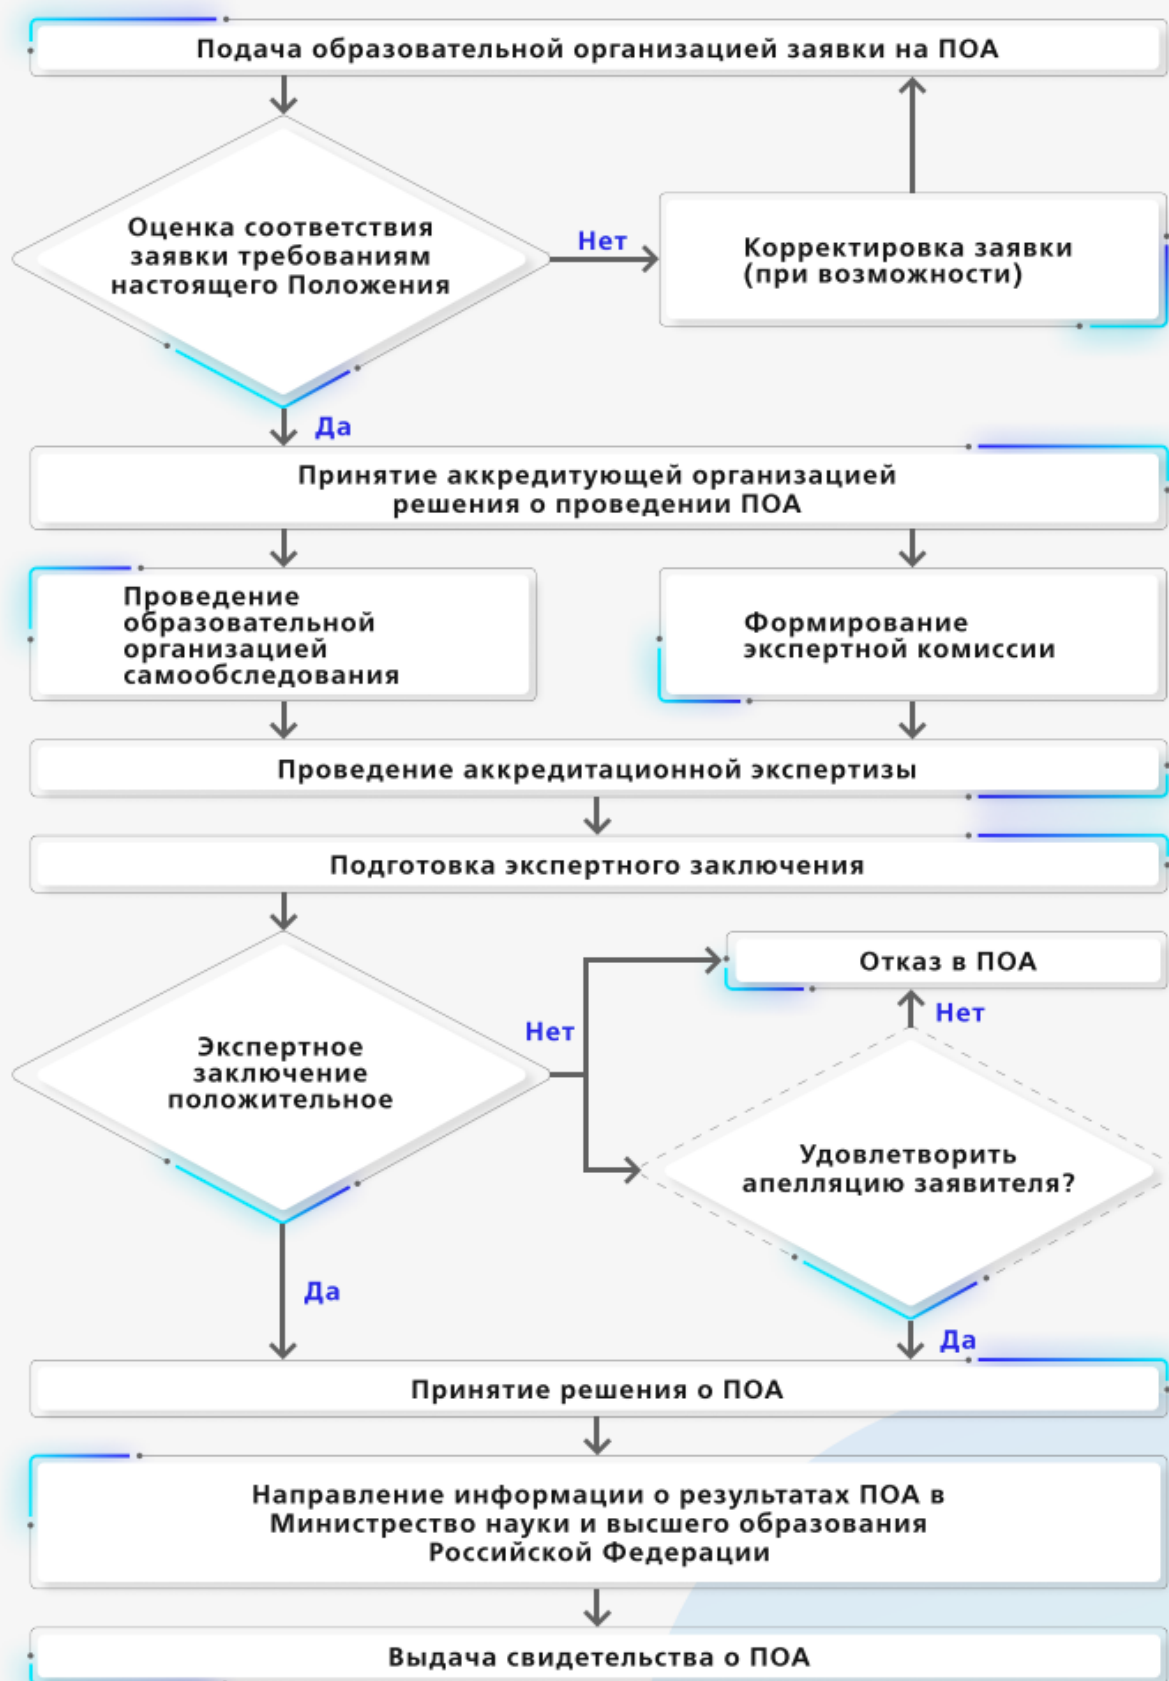 Подача образовательной организацией заявки на ПОА
Оценка соответствия
заявки требованиям
настоящего Положения
Нет
Корректировка заявки
(при возможности)
Да
Принятие аккредитующей организацией
решения о проведении ПОА
Проведение
образовательной
организацией
самообследования
Формирование
экспертной комиссии
Проведение аккредитационной экспертизы
Подготовка экспертного заключения
Экспертное
заключение
положительное
Нет
Отказ в ПОА
Нет
Удовлетворить
апелляцию заявителя?
Да
Да
Принятие решения о ПОА
Направление информации о результатах ПОА в
Министрество науки и высшего образования
Российской Федерации
Выдача свидетельства о ПОА